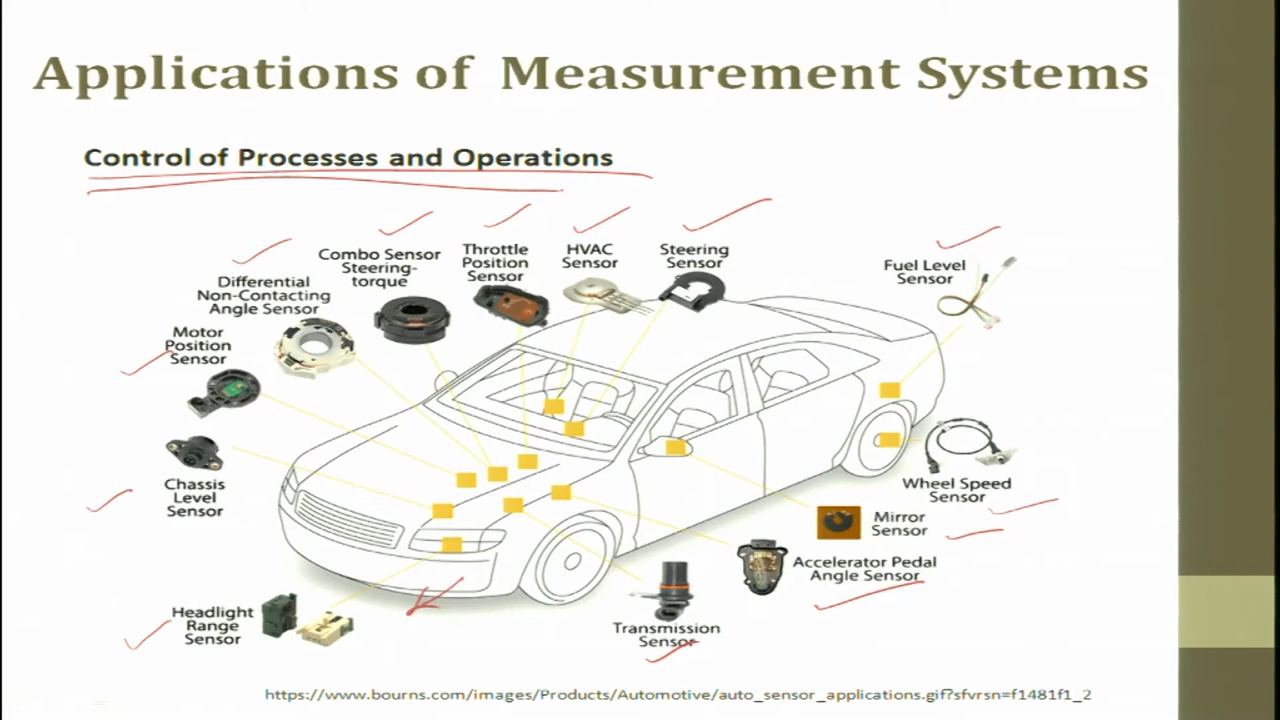 Applications of Measurement Systems
Control of Processes and Operations
Combo Sensor
Steering-
torque
Throttle
Position
Sensor
HVAC
Sensor
Steering
Sensor
Fuel Level
Sensor
Differential
Non-Contacting
Angle Sensor
Motor
Position
Sensor
Chassis
Level
Sensor
Wheel Speed
Sensor
Mirror
Sensor
Accelerator Pedal
Angle Sensor
Headlight
Range
Sensor
Transmission
Sensor
https://www.bourns.com/images/Products/Automotive/auto_sensor_applications.gif?sfvrsn=f1481f1_2